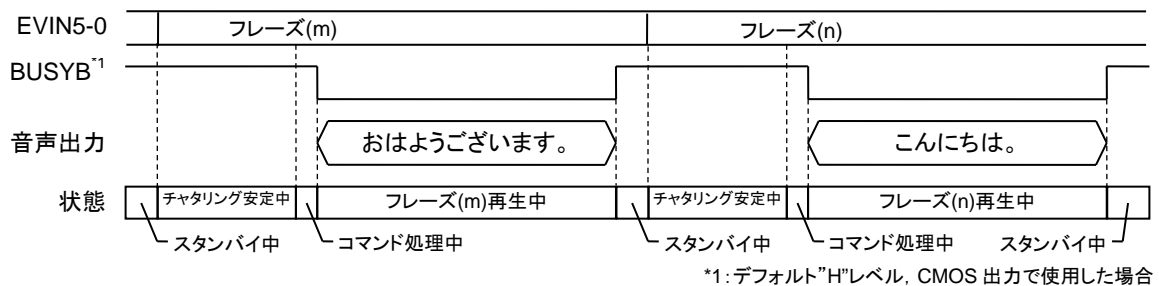 EVIN5-0 フレーズ(m) フレーズ(n)
BUSYB*1
音声出力 おはようございます。 こんにちは。
状態 チャタリング安定中 フレーズ(m)再生中 チャタリング安定中 フレーズ(n)再生中
スタンバイ中 コマンド処理中 スタンバイ中 コマンド処理中 スタンバイ中
*1：デフォルト”H”レベル，CMOS 出力で使用した場合